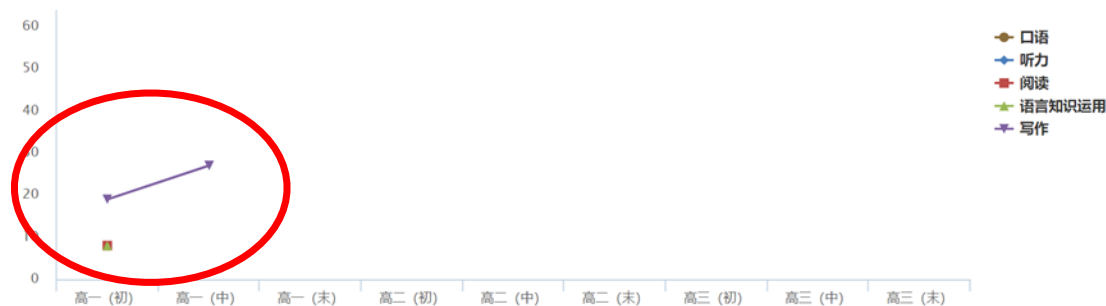 60
50
40
30
20
10
0
高一 (初) 高一 (中) 高一 (末) 高二 (初) 高二 (中) 高二 (末) 高三 (初) 高三 (中) 高三 (末)
口语
听力
阅读
语言知识运用
写作